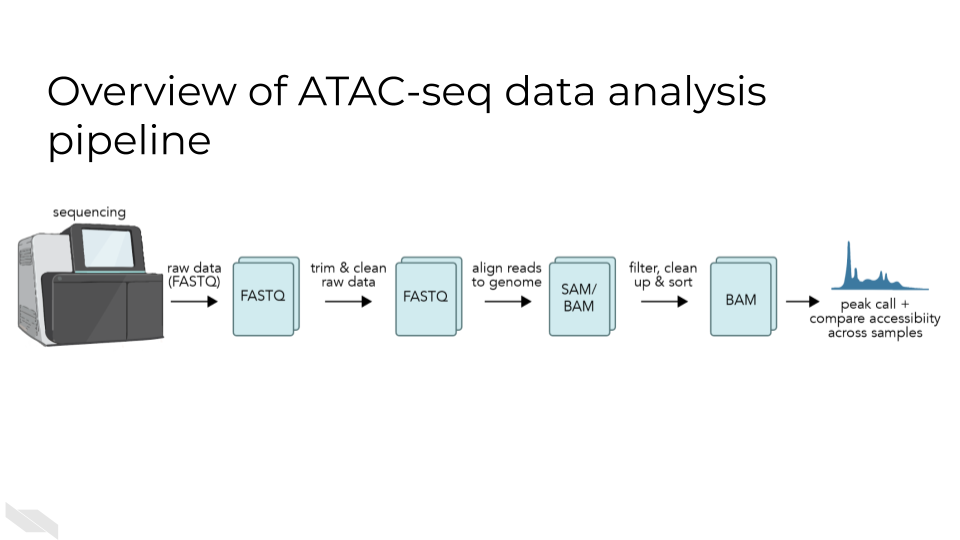 Overview of ATAC-seq data analysis
pipeline
sequencing
raw data
(FASTQ)
FASTQ
trim & clean
raw data
FASTQ
align reads
to genome
SAM/
BAM
filter, clean
up & sort
BAM
peak call +
compare accessibiity
across samples